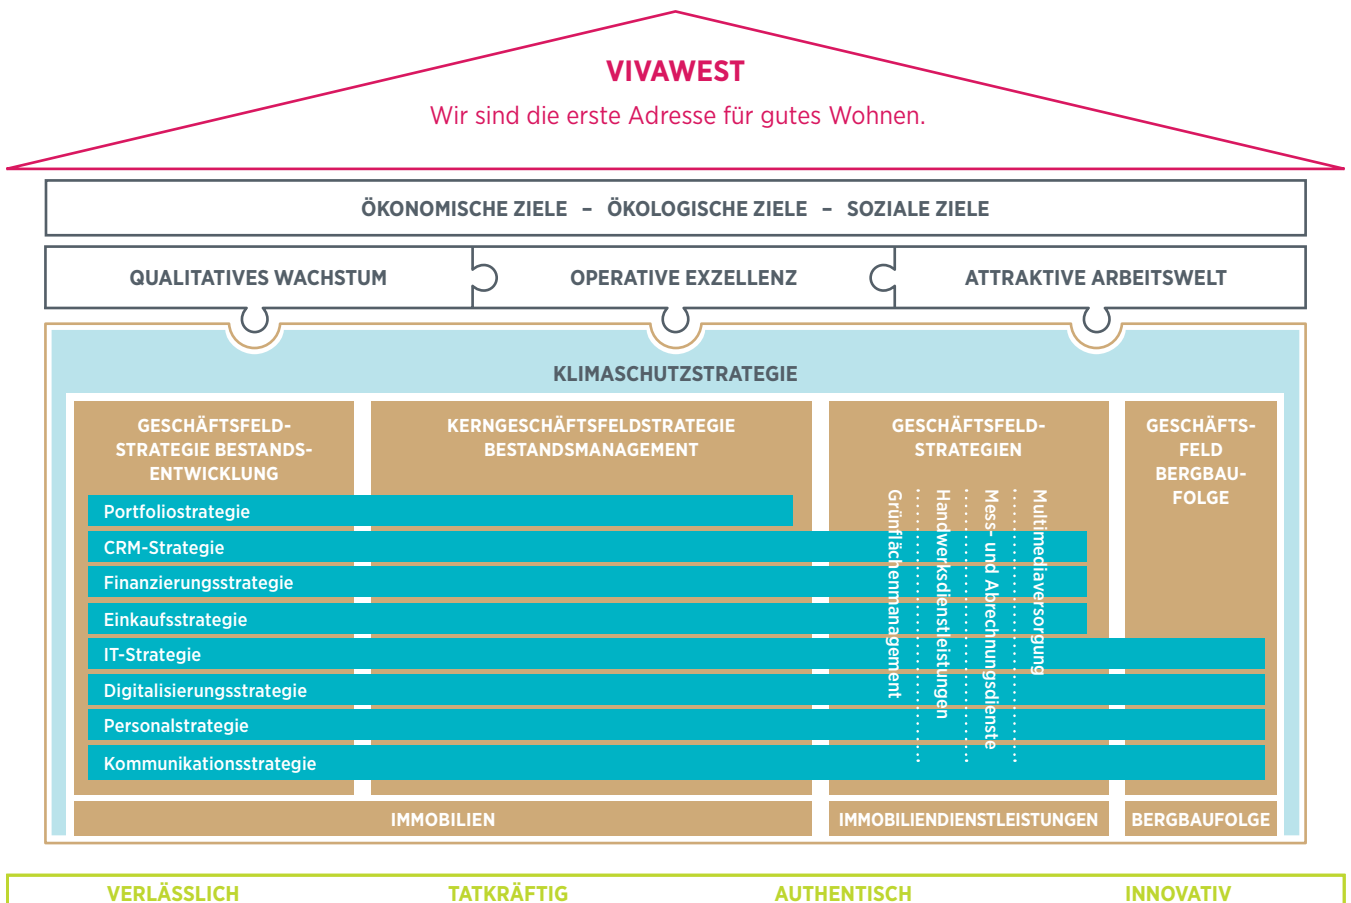 VIVAWEST
Wir sind die erste Adresse für gutes Wohnen.
ÖKONOMISCHE ZIELE – ÖKOLOGISCHE ZIELE – SOZIALE ZIELE
QUALITATIVES WACHSTUM
OPERATIVE EXZELLENZ
ATTRAKTIVE ARBEITSWELT
KLIMASCHUTZSTRATEGIE
GESCHÄFTSFELD-
STRATEGIE BESTANDS-
ENTWICKLUNG
KERNGESCHÄFTSFELDSTRATEGIE
BESTANDSMANAGEMENT
GESCHÄFTSFELD-
STRATEGIEN
GESCHÄFTS-
FELD
BERGBAU-
FOLGE
Portfoliostrategie
CRM-Strategie
Finanzierungsstrategie
Einkaufsstrategie
IT-Strategie
Digitalisierungsstrategie
Personalstrategie
Kommunikationsstrategie
Grünflächenmanagement
Handwerksdienstleistungen
Mess- und Abrechnungsdienste
Multimediaversorgung
IMMOBILIEN
IMMOBILIENDIENSTLEISTUNGEN
BERGBAUFOLGE
VERLÄSSLICH
TATKRÄFTIG
AUTHENTISCH
INNOVATIV